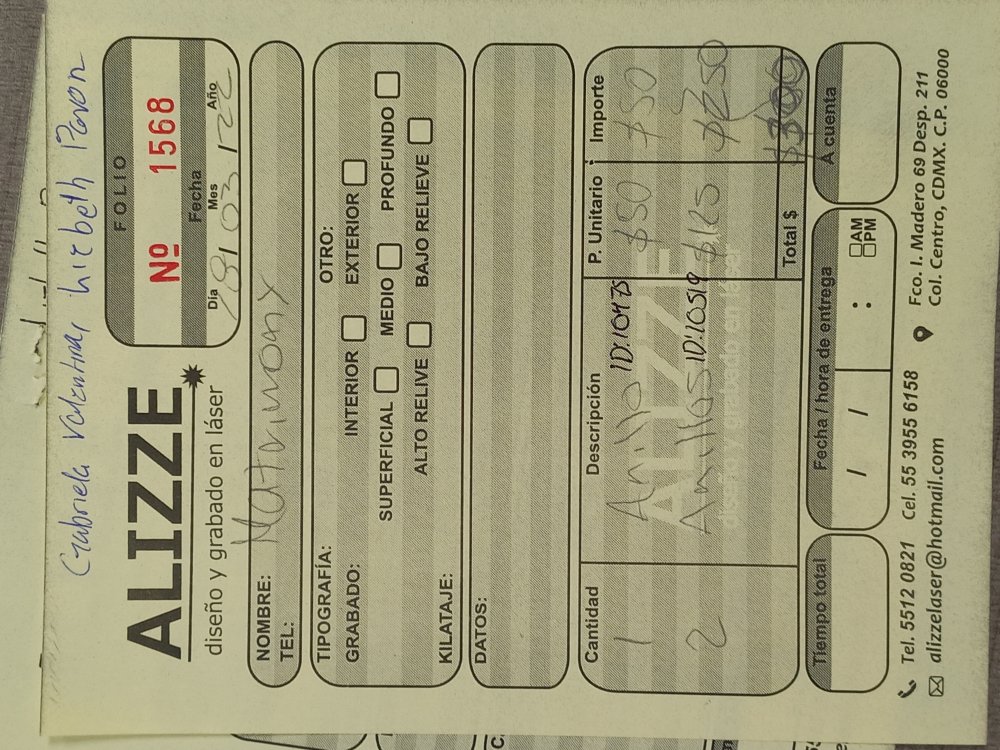 Gabriela Valentina, Lizbeth Pavon
ALIZZE
diseño y grabado en láser
FOLIO
Nº 1568
Fecha
Día Mes Año
28 03 22
NOMBRE: Matrimonx
TEL:
TIPOGRAFÍA: OTRO:
GRABADO: INTERIOR EXTERIOR
SUPERFICIAL MEDIO PROFUNDO
ALTO RELIVE BAJO RELIEVE
KILATAJE:
DATOS:
Cantidad Descripción P. Unitario Importe
1 Anillo ID:10475 $50 $50
2 Anillos ID:10519 $125 $250
ALIZZE
Total $ $300
Tiempo total Fecha / hora de entrega A cuenta
/ / : AM
PM
Tel. 5512 0821 Cel. 55 3955 6158
alizzelaser@hotmail.com
Fco. I. Madero 69 Desp. 211
Col. Centro, CDMX. C.P. 06000